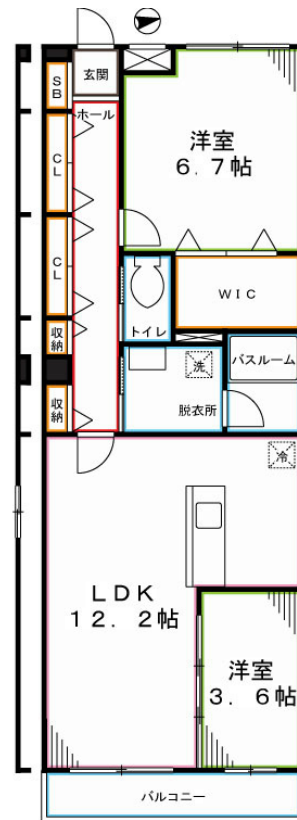 SB
玄関
ホール
洋室
6.7帖
CL
CL
WIC
トイレ
収納
洗
バスルーム
脱衣所
収納
冷
LDK
12.2帖
洋室
3.6帖
バルコニー